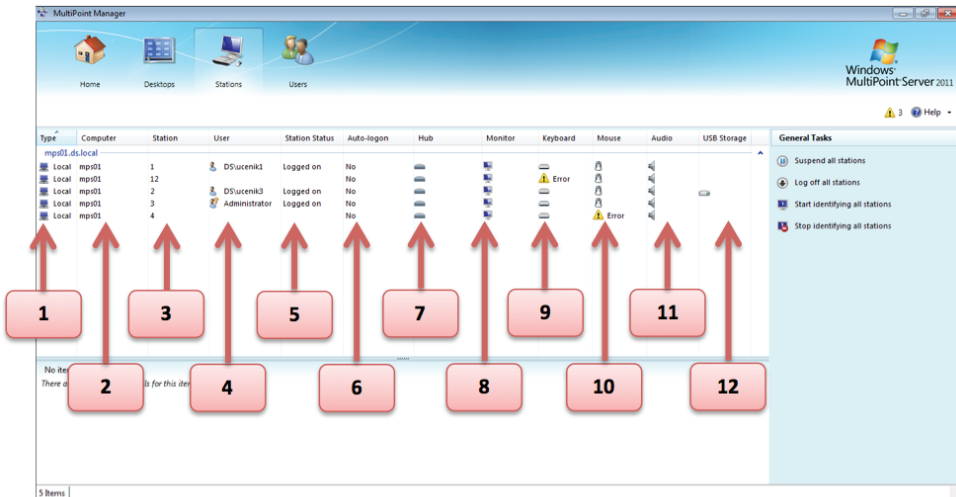 MultiPoint Manager
Home Desktops Stations Users
Windows®
MultiPoint Server 2011
3 Help
Type Computer Station User Station Status Auto-logon Hub Monitor Keyboard Mouse Audio USB Storage General Tasks
mps01.ds.local
Local mps01 1 DS\ucenik1 Logged on No
Local mps01 12 No Error
Local mps01 2 DS\ucenik3 Logged on No
Local mps01 3 Administrator Logged on No
Local mps01 4 No Error
Suspend all stations
Log off all stations
Start identifying all stations
Stop identifying all stations
1 3 5 7 9 11
2 4 6 8 10 12
No
There for this
5 Items